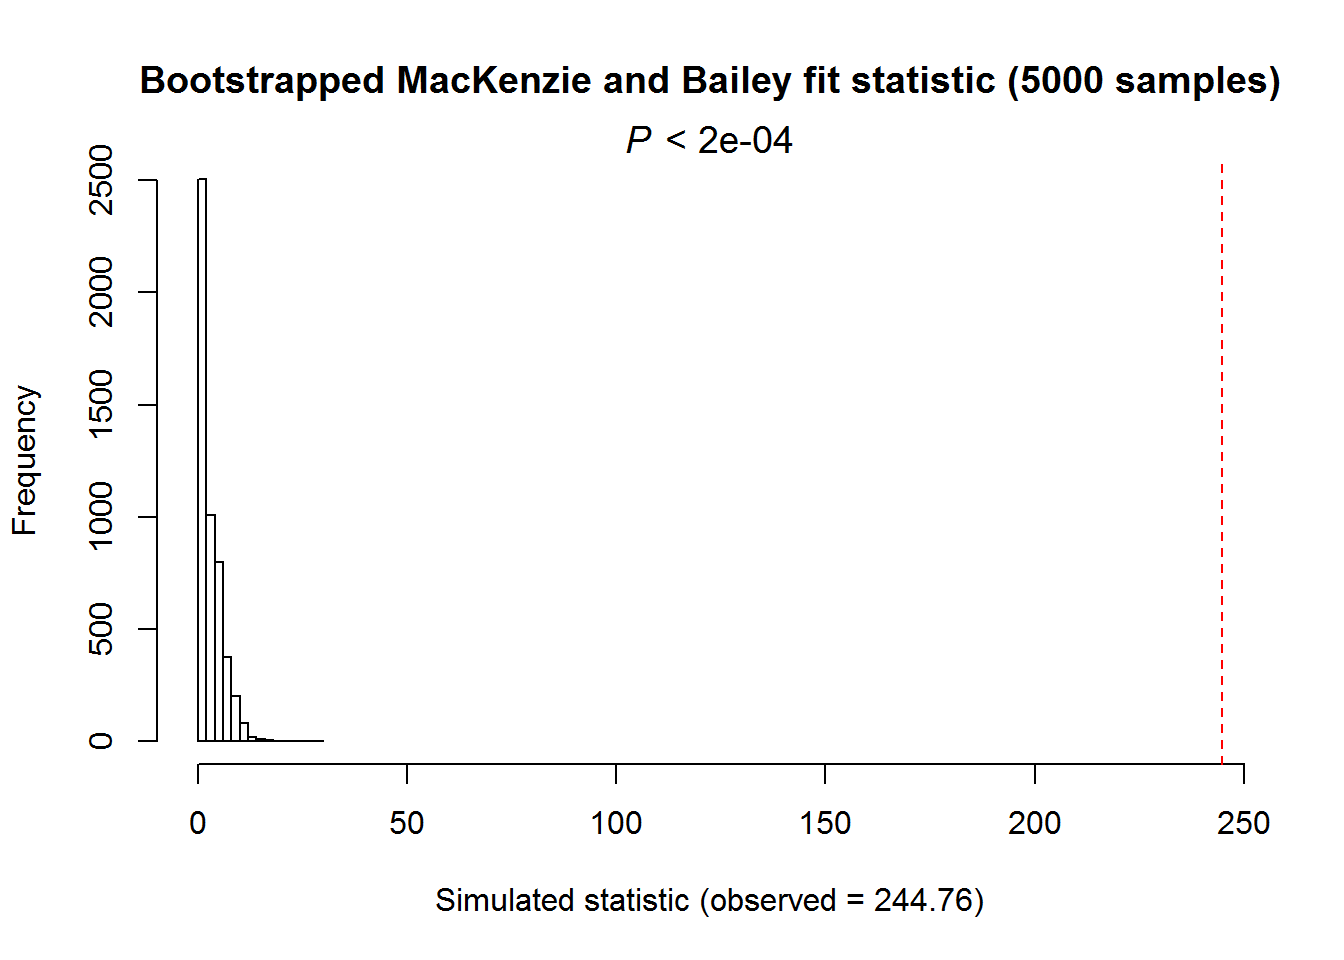 Bootstrapped MacKenzie and Bailey fit statistic (5000 samples)
P < 2e-04
Frequency
2500
2000
1500
1000
500
0
0 50 100 150 200 250
Simulated statistic (observed = 244.76)